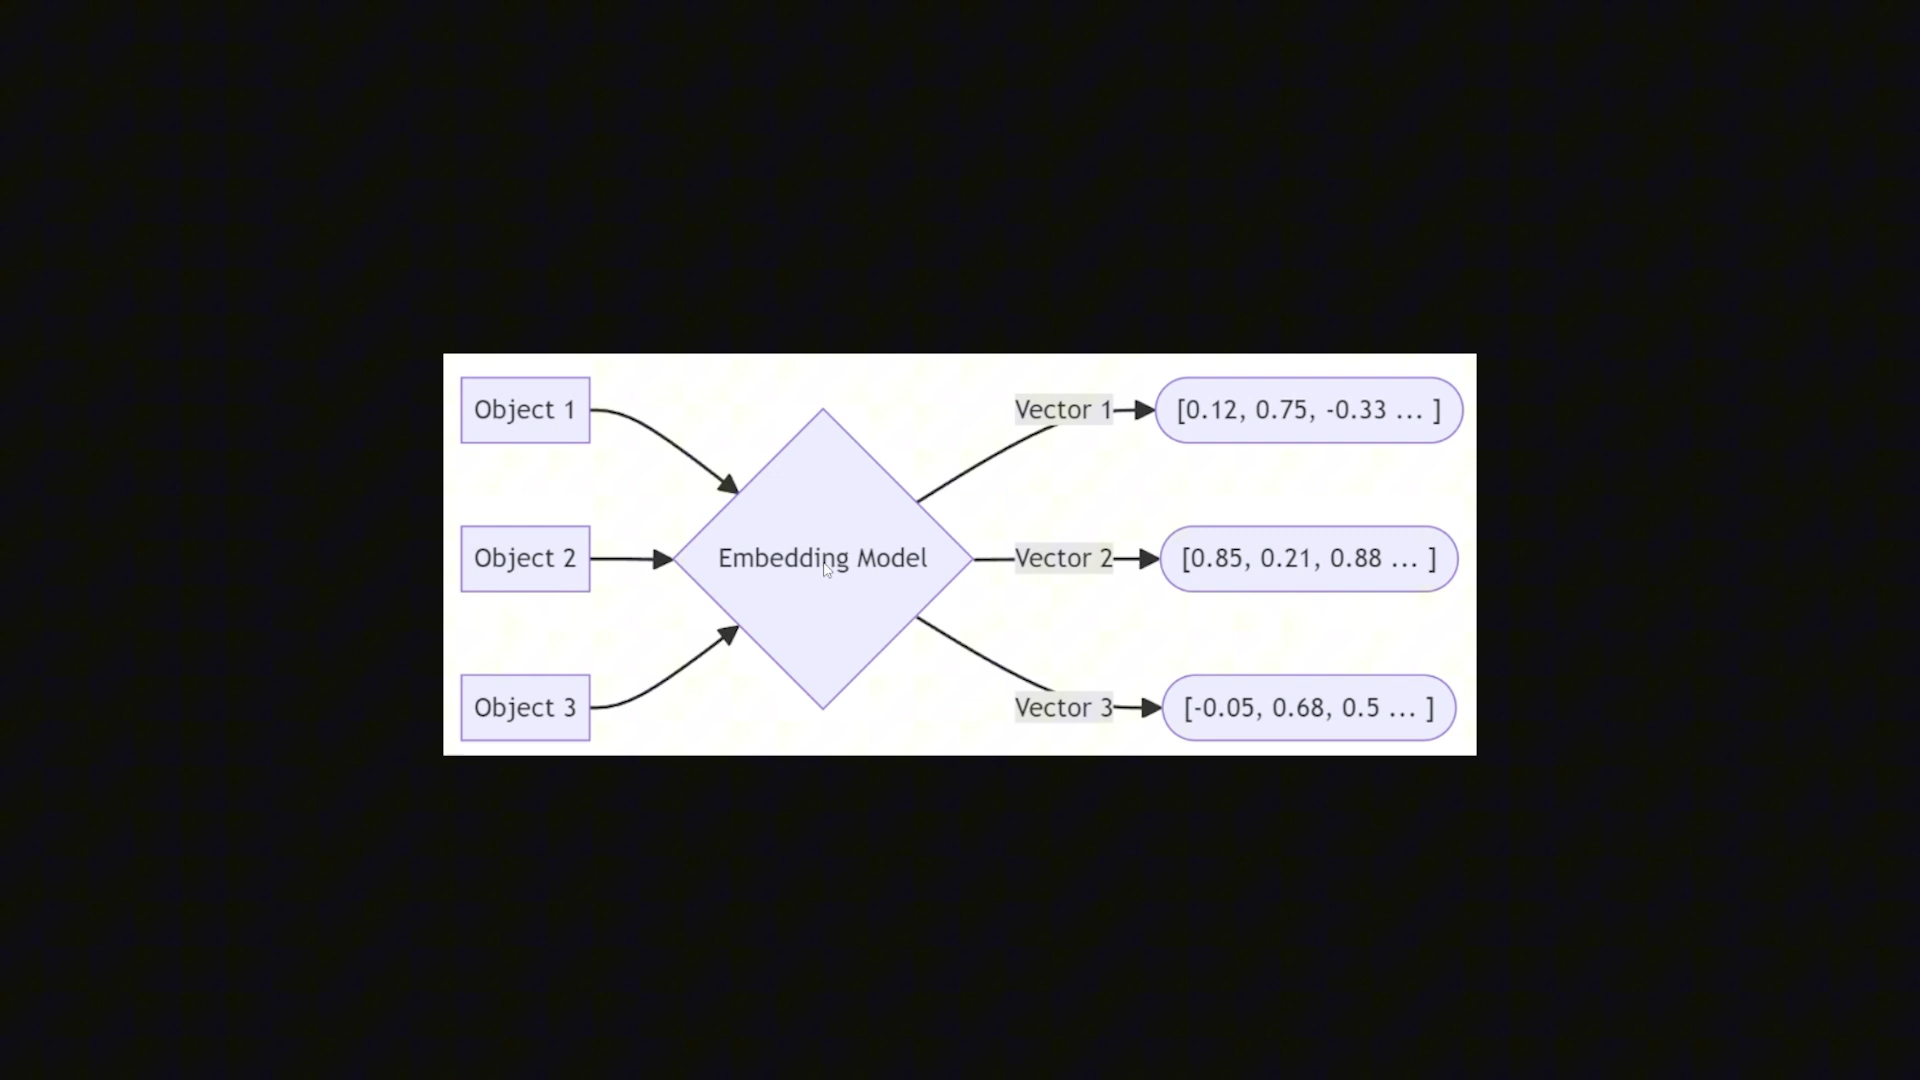 Object 1
Vector 1
[0.12, 0.75, -0.33 ... ]
Object 2
Embedding Model
Vector 2
[0.85, 0.21, 0.88 ... ]
Object 3
Vector 3
[-0.05, 0.68, 0.5 ... ]